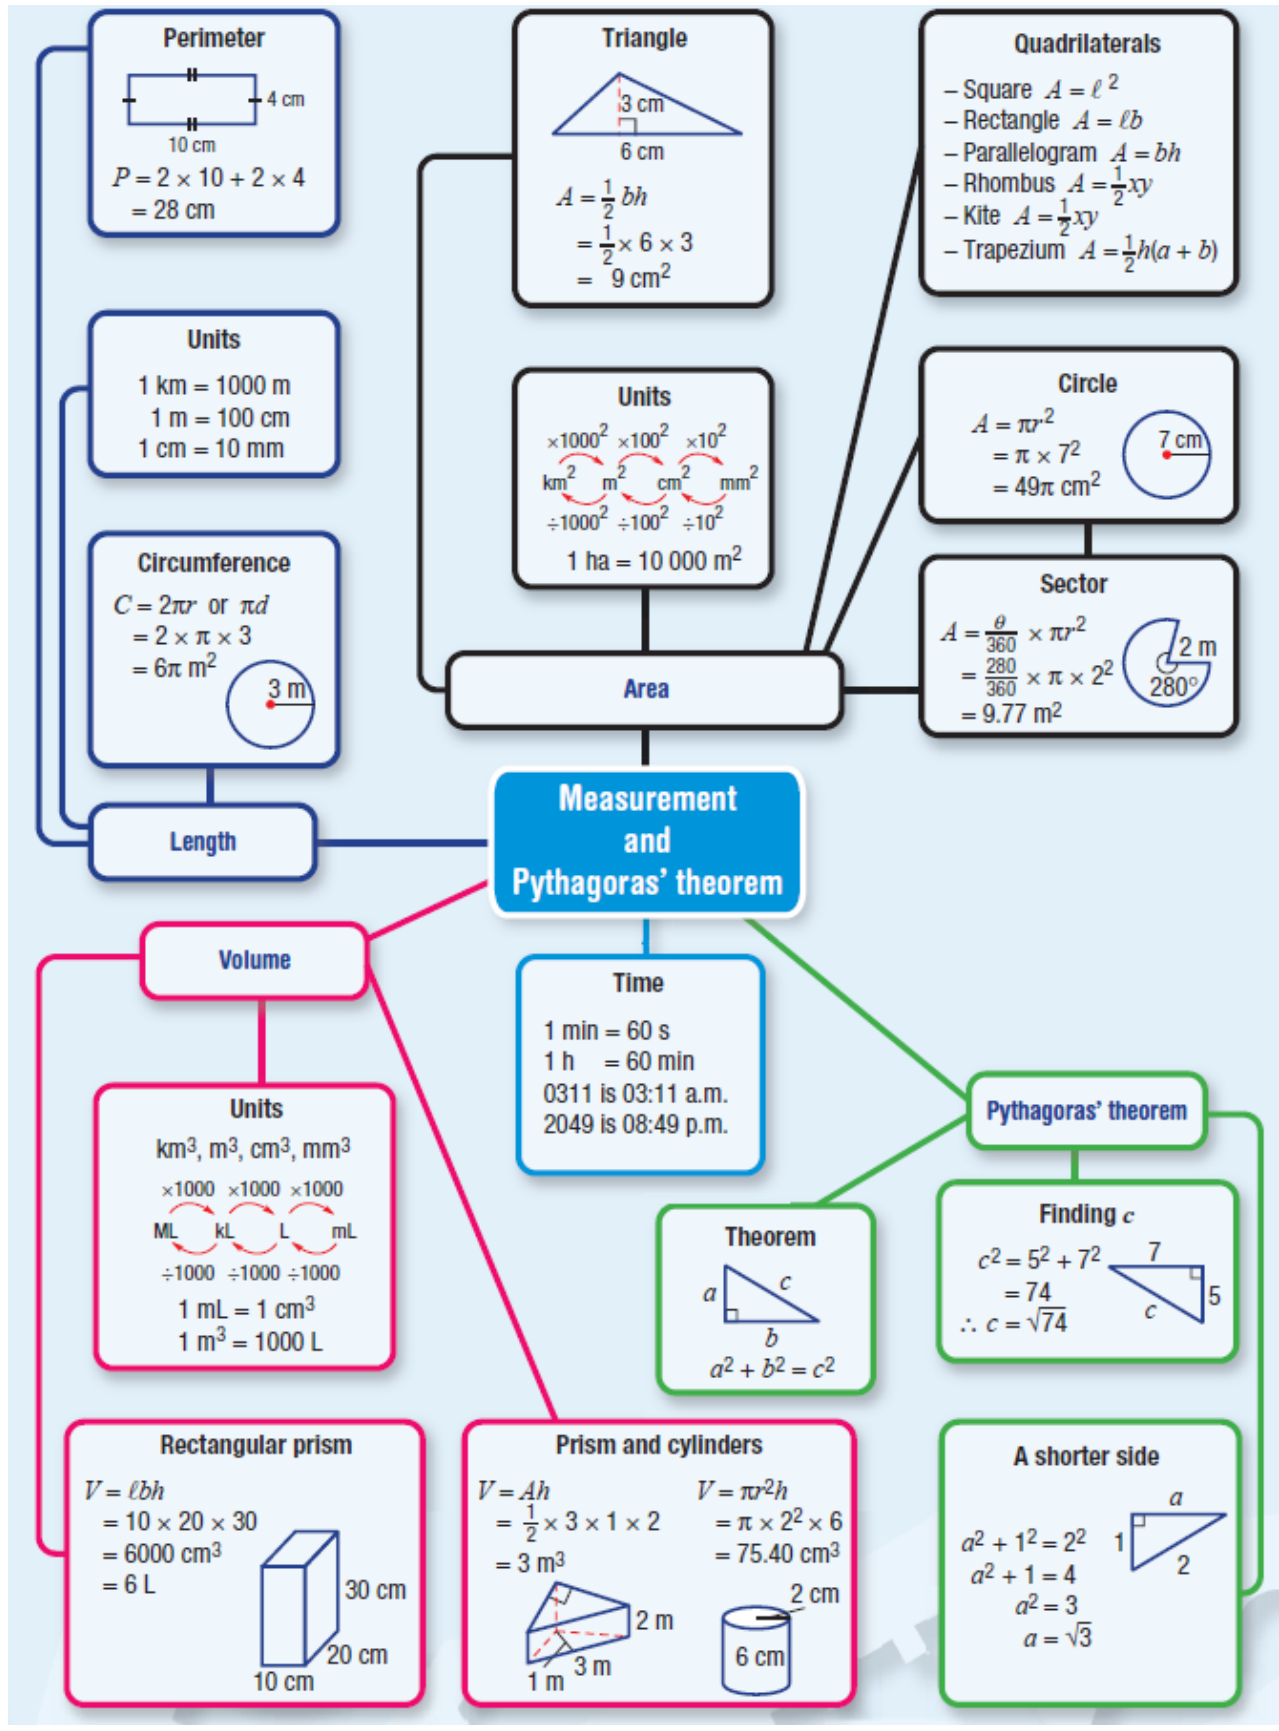 Perimeter
4 cm
10 cm
P = 2 × 10 + 2 × 4
= 28 cm
Triangle
3 cm
6 cm
A = 1/2 bh
= 1/2 × 6 × 3
= 9 cm²
Quadrilaterals
– Square A = ℓ²
– Rectangle A = ℓb
– Parallelogram A = bh
– Rhombus A = 1/2 xy
– Kite A = 1/2 xy
– Trapezium A = 1/2 h(a + b)
Units
1 km = 1000 m
1 m = 100 cm
1 cm = 10 mm
Units
×1000² ×100² ×10²
km² m² cm² mm²
÷1000² ÷100² ÷10²
1 ha = 10 000 m²
Circle
A = πr²
= π × 7²
= 49π cm²
7 cm
Circumference
C = 2πr or πd
= 2 × π × 3
= 6π m²
3 m
Sector
A = θ/360 × πr²
= 280/360 × π × 2²
= 9.77 m²
2 m
280°
Area
Length
Measurement
and
Pythagoras’ theorem
Volume
Time
1 min = 60 s
1 h = 60 min
0311 is 03:11 a.m.
2049 is 08:49 p.m.
Pythagoras’ theorem
Units
km³, m³, cm³, mm³
×1000 ×1000 ×1000
ML kL L mL
÷1000 ÷1000 ÷1000
1 mL = 1 cm³
1 m³ = 1000 L
Theorem
a
c
b
a² + b² = c²
Finding c
c² = 5² + 7²
= 74
∴ c = √74
7
5
c
Rectangular prism
V = ℓbh
= 10 × 20 × 30
= 6000 cm³
= 6 L
30 cm
20 cm
10 cm
Prism and cylinders
V = Ah
= 1/2 × 3 × 1 × 2
= 3 m³
2 m
3 m
1 m
V = πr²h
= π × 2² × 6
= 75.40 cm³
2 cm
6 cm
A shorter side
a
1
2
a² + 1² = 2²
a² + 1 = 4
a² = 3
a = √3